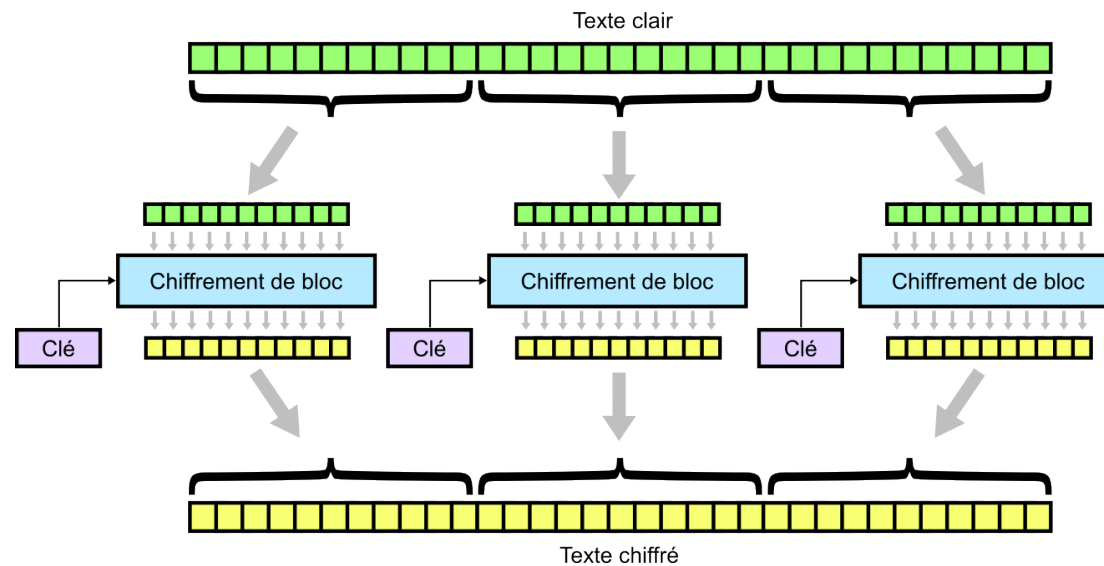 Texte clair
Chiffrement de bloc
Chiffrement de bloc
Chiffrement de bloc
Clé
Clé
Clé
Texte chiffré